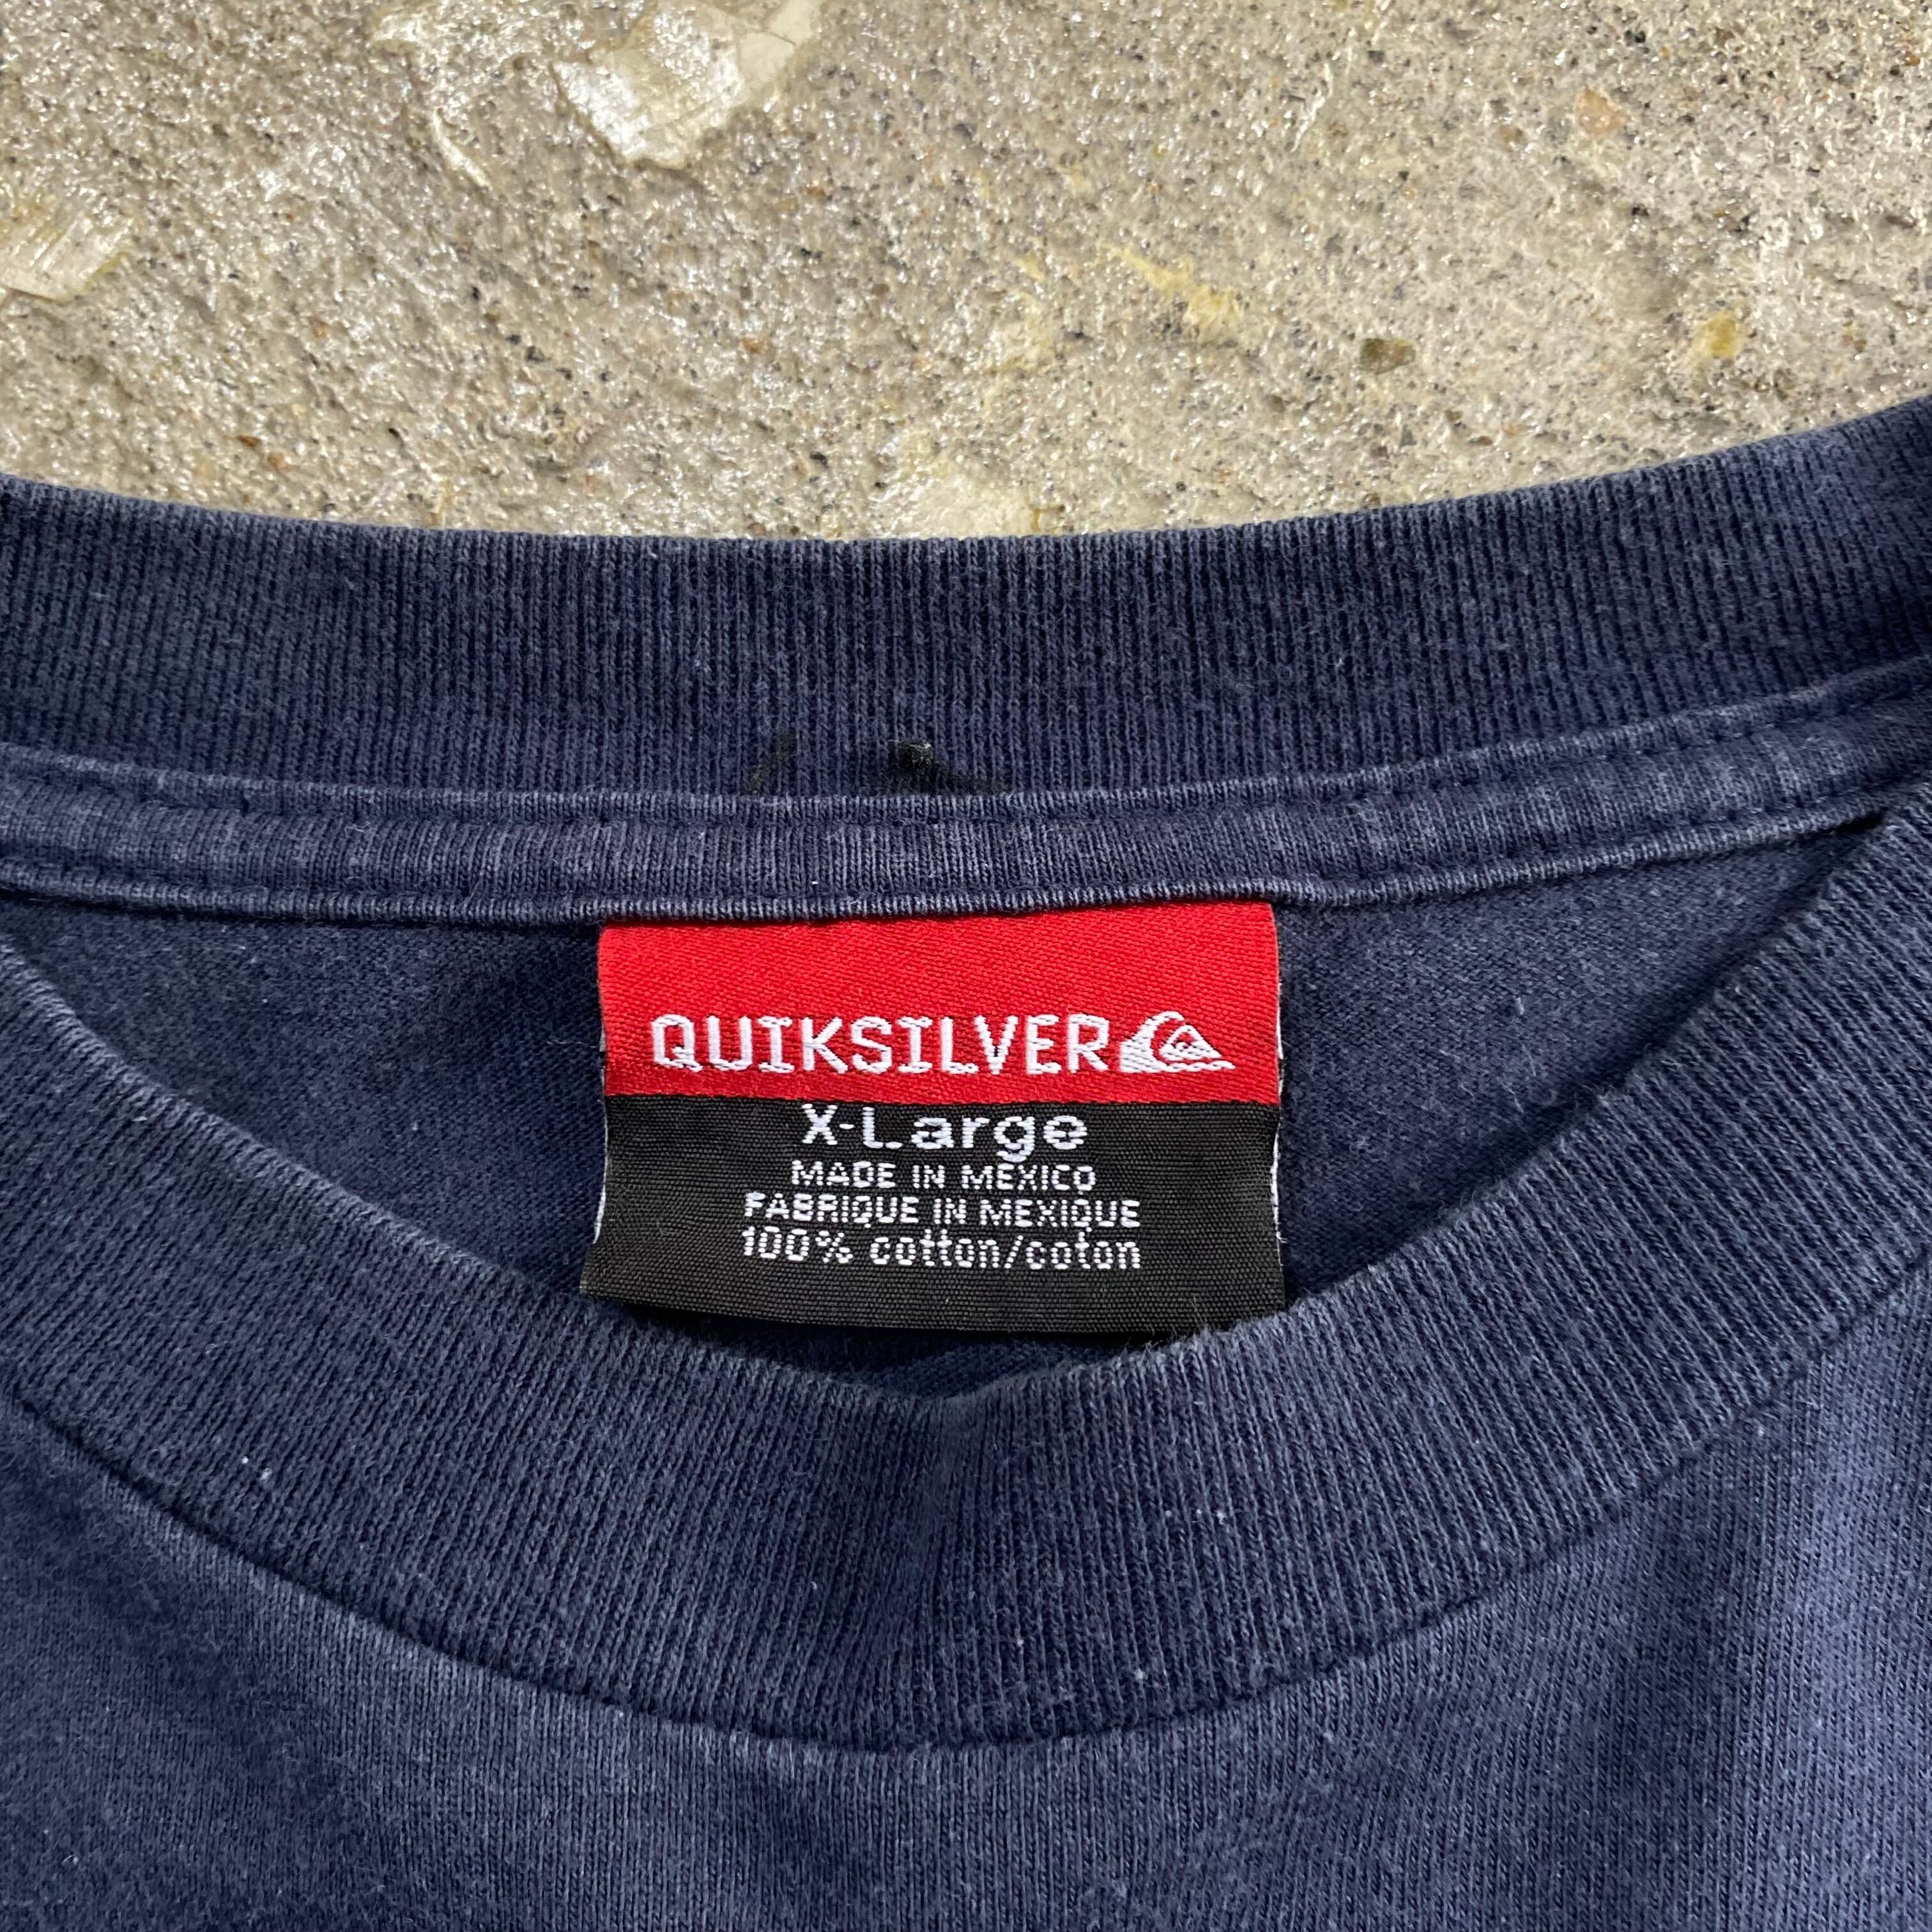 QUIKSILVER
X-Large
MADE IN MEXICO
FABRIQUE IN MEXIQUE
100% cotton/coton